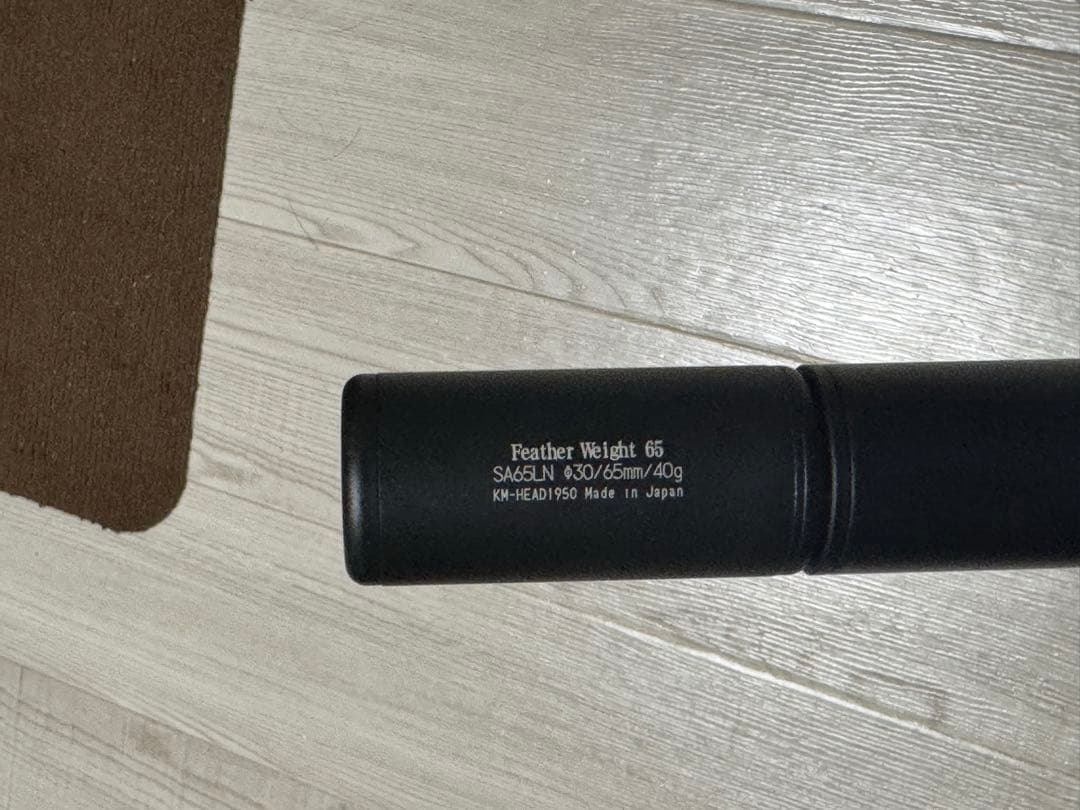 Feather Weight 65
SA65LN Φ30/65mm/40g
KM-HEAD1950 Made in Japan